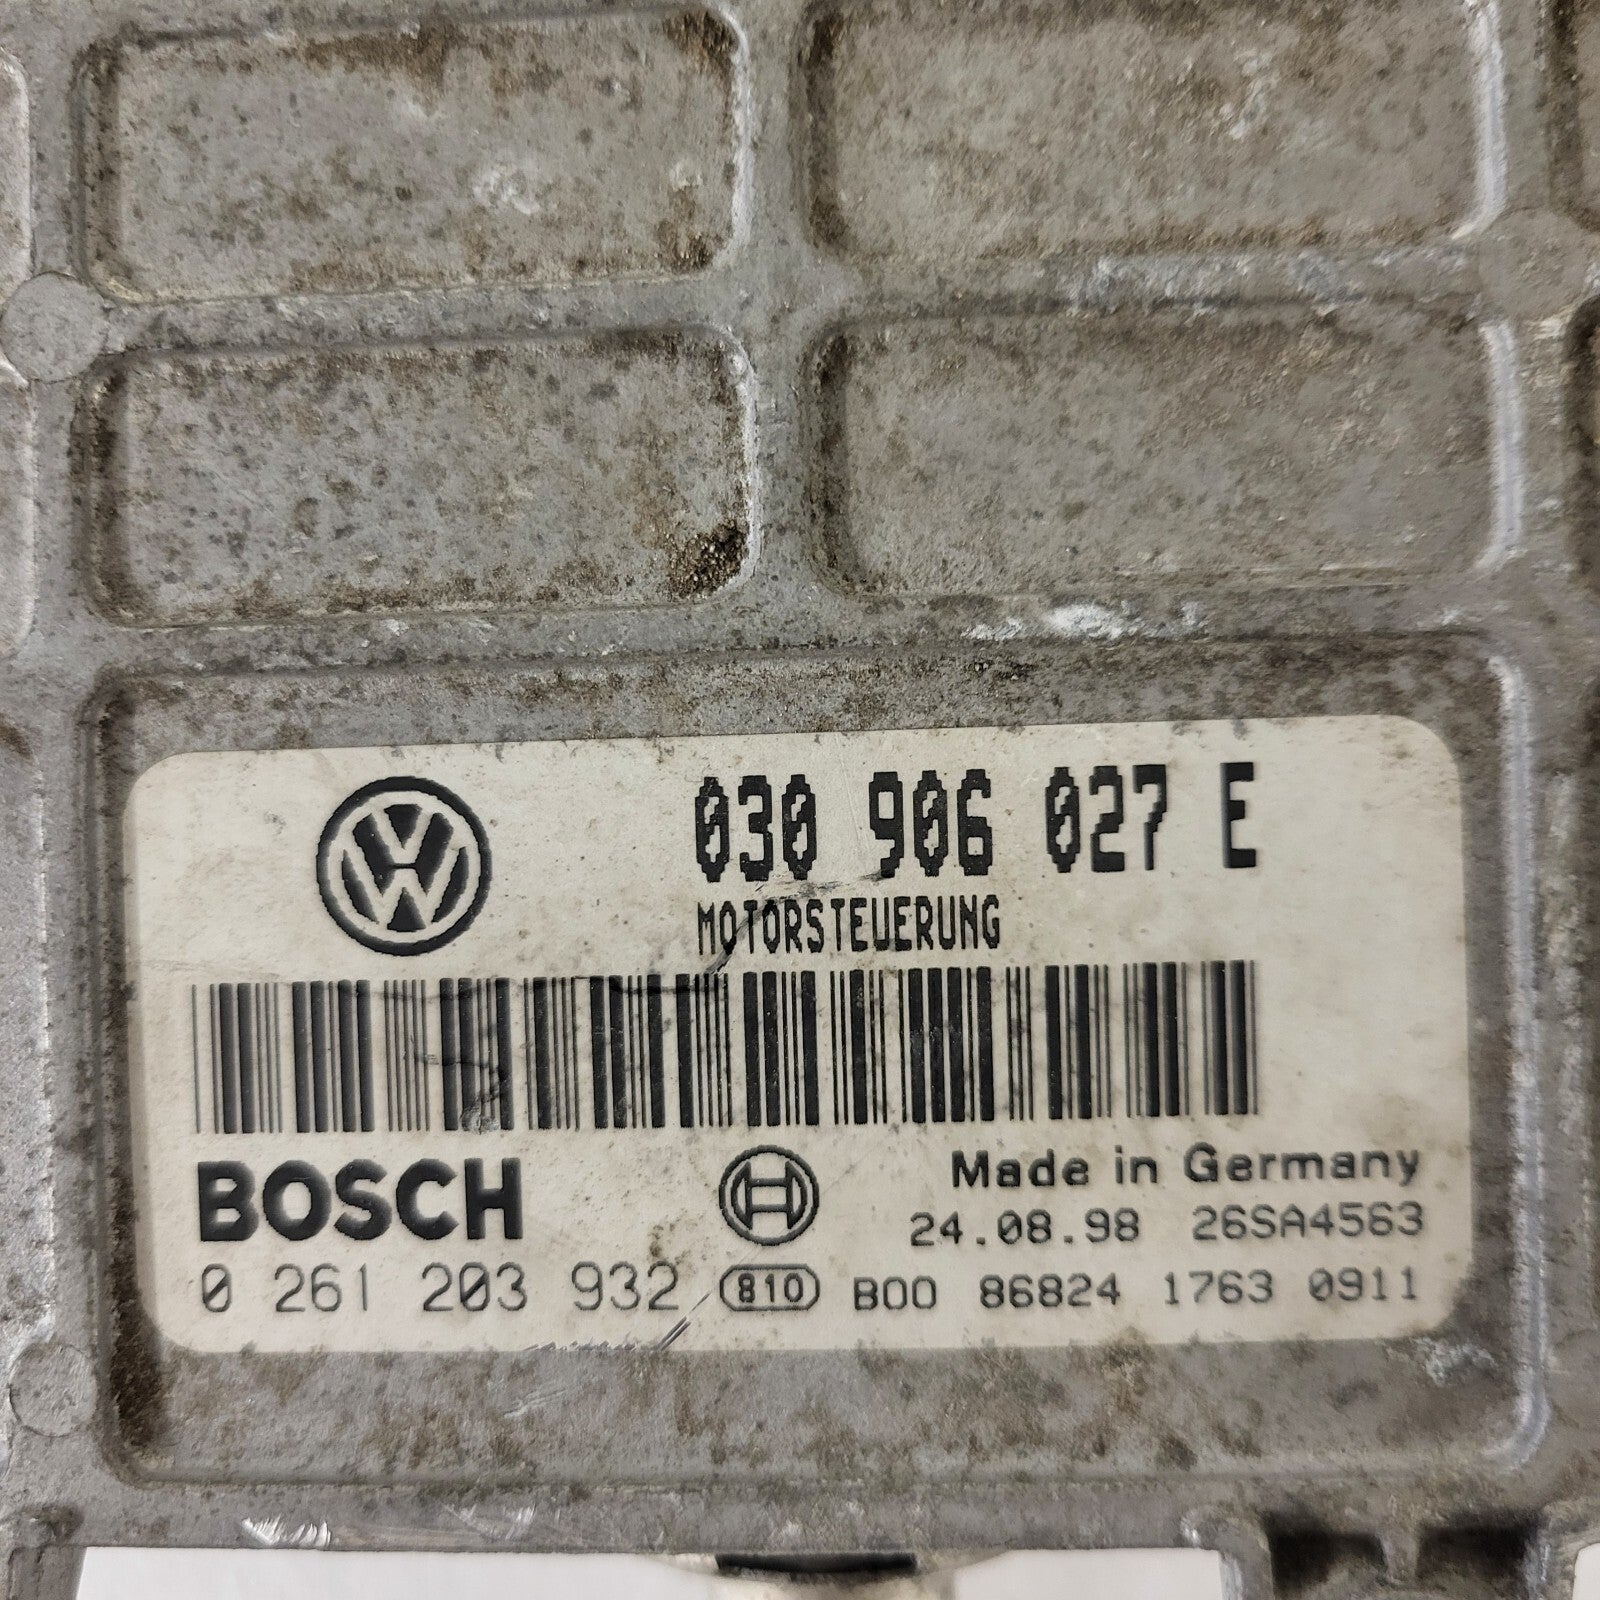 030 906 027 E
MOTORSTEUERUNG
BOSCH
Made in Germany
24.08.98 26SA4563
0 261 203 932 810 B00 86824 1763 0911